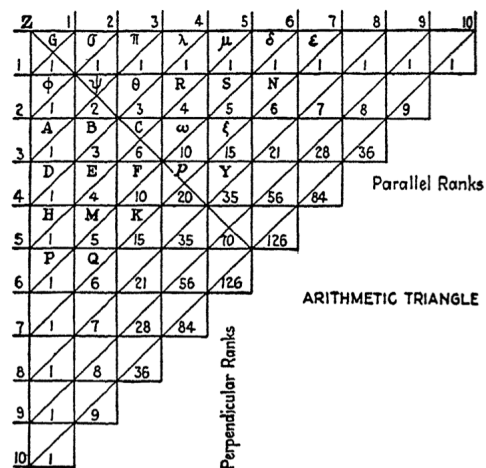 Z 1 2 3 4 5 6 7 8 9 10
G σ π λ μ δ ε
1 1 1 1 1 1 1 1 1 1 1
φ ψ θ R S N
2 1 2 3 4 5 6 7 8 9
A B C ω ξ
3 1 3 6 10 15 21 28 36
D E F ρ Y
4 1 4 10 20 35 56 84
Parallel Ranks
H M K
5 1 5 15 35 70 126
P Q
6 1 6 21 56 126
ARITHMETIC TRIANGLE
7 1 7 28 84
8 1 8 36
9 1 9
10 1
Perpendicular Ranks